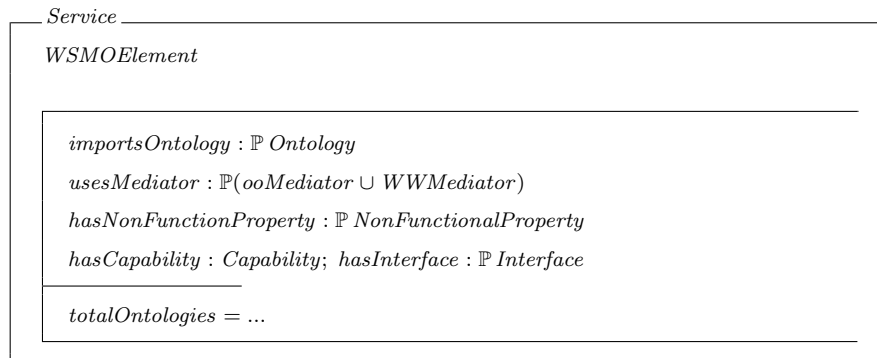 Service
WSMOElement
importsOntology : ℙ Ontology
usesMediator : ℙ(ooMediator ∪ WWMediator)
hasNonFunctionProperty : ℙ NonFunctionalProperty
hasCapability : Capability; hasInterface : ℙ Interface
totalOntologies = ...